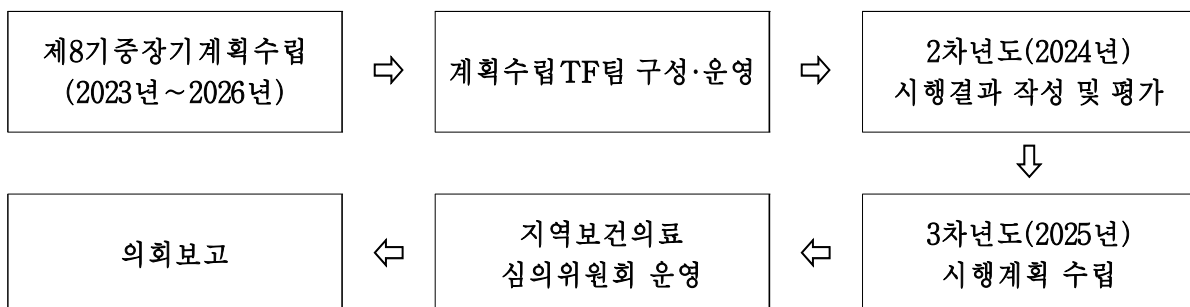 제8기중장기계획수립
(2023년~2026년)
계획수립TF팀 구성·운영
2차년도(2024년)
시행결과 작성 및 평가
3차년도(2025년)
시행계획 수립
지역보건의료
심의위원회 운영
의회보고